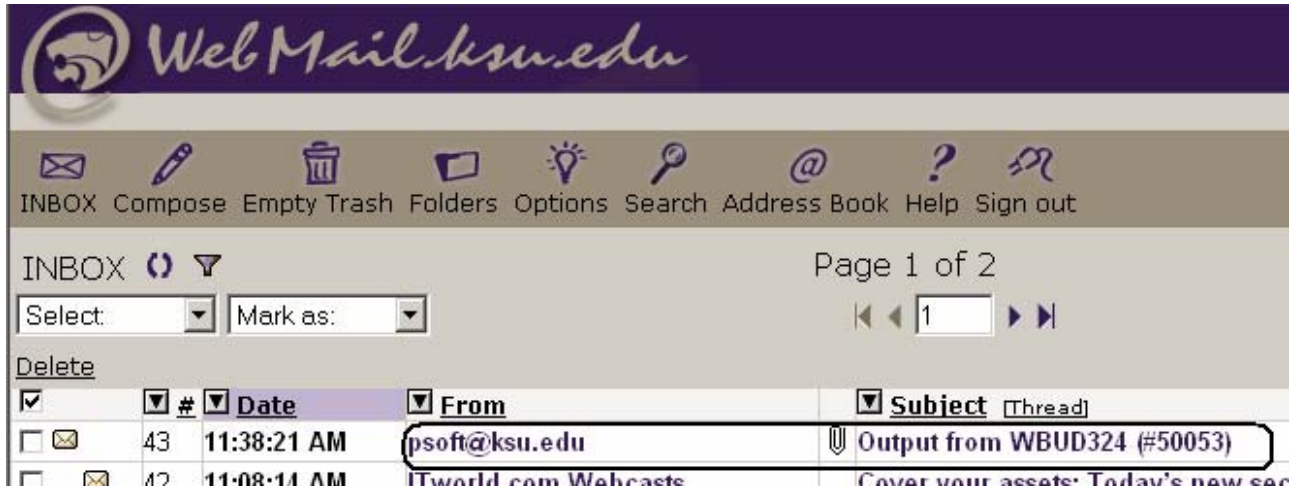 WebMail.ksu.edu
INBOX Compose Empty Trash Folders Options Search Address Book Help Sign out
INBOX Page 1 of 2
Select: Mark as: 1
Delete
# Date From Subject [Thread]
43 11:38:21 AM psoft@ksu.edu Output from WBUD324 (#50053)
42 11:08:14 AM ITworld.com Webcasts Cover your assets: Today's new sec